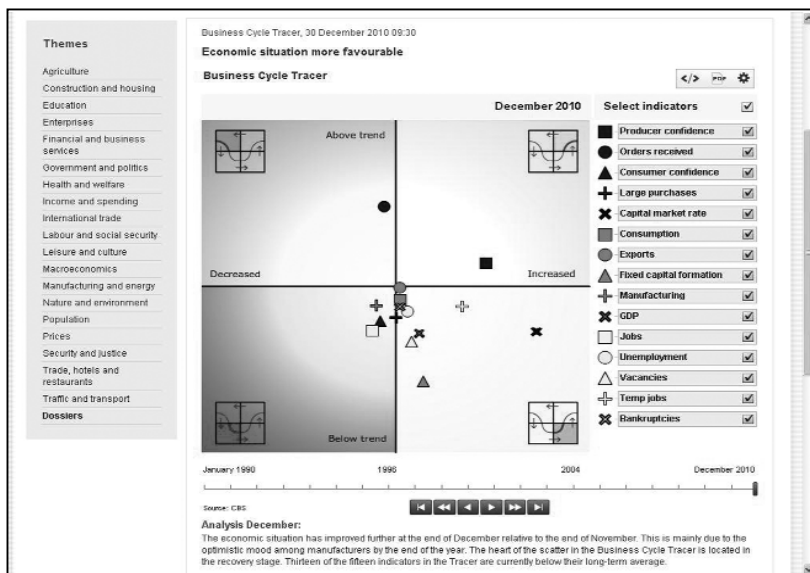 Business Cycle Tracer, 30 December 2010 09:30
Economic situation more favourable
Business Cycle Tracer
Themes
Agriculture
Construction and housing
Education
Enterprises
Financial and business
services
Government and politics
Health and welfare
Income and spending
International trade
Labour and social security
Leisure and culture
Macroeconomics
Manufacturing and energy
Nature and environment
Population
Prices
Security and justice
Trade, hotels and
restaurants
Traffic and transport
Dossiers
</> PDF
December 2010
Above trend
Decreased
Increased
Below trend
Select indicators
Producer confidence
Orders received
Consumer confidence
Large purchases
Capital market rate
Consumption
Exports
Fixed capital formation
Manufacturing
GDP
Jobs
Unemployment
Vacancies
Temp jobs
Bankruptcies
January 1990 1996 2004 December 2010
Source: CBS
Analysis December:
The economic situation has improved further at the end of December relative to the end of November. This is mainly due to the
optimistic mood among manufacturers by the end of the year. The heart of the scatter in the Business Cycle Tracer is located in
the recovery stage. Thirteen of the fifteen indicators in the Tracer are currently below their long-term average.